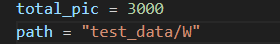 total_pic = 3000
path = "test_data/W"